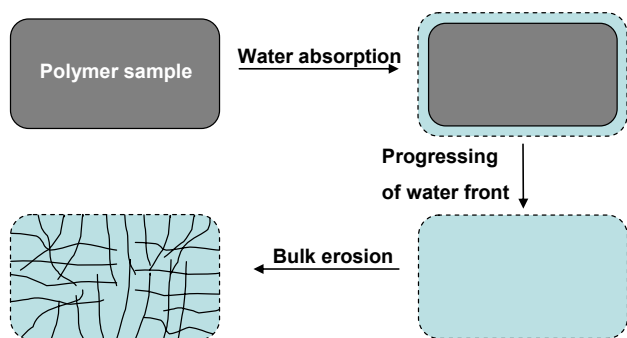 Polymer sample
Water absorption
Progressing
of water front
Bulk erosion